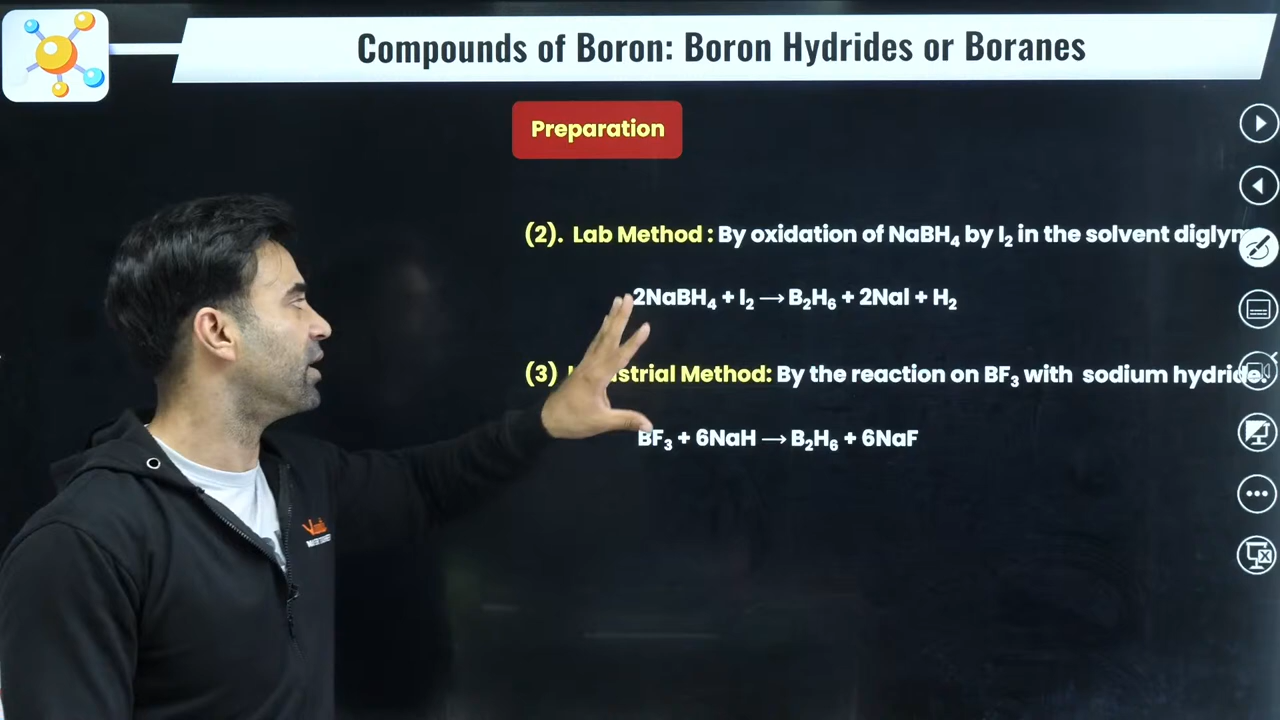 Compounds of Boron: Boron Hydrides or Boranes
Preparation
(2). Lab Method : By oxidation of NaBH₄ by I₂ in the solvent
2NaBH₄ + I₂ → B₂H₆ + 2NaI + H₂
(3) Method: By the reaction on BF₃ with sodium hydride.
BF₃ + 6NaH → B₂H₆ + 6NaF